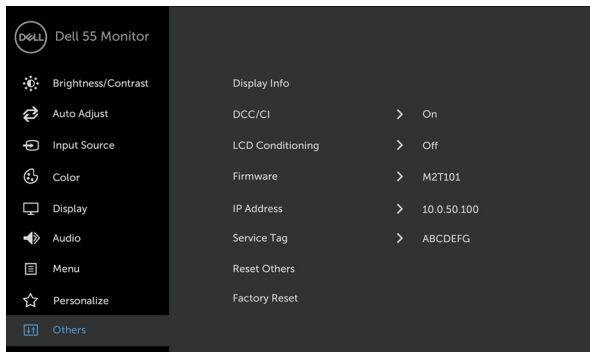 DELL Dell 55 Monitor
Brightness/Contrast
Auto Adjust
Input Source
Color
Display
Audio
Menu
Personalize
Others
Display Info
DCC/CI > On
LCD Conditioning > Off
Firmware > M2T101
IP Address > 10.0.50.100
Service Tag > ABCDEFG
Reset Others
Factory Reset